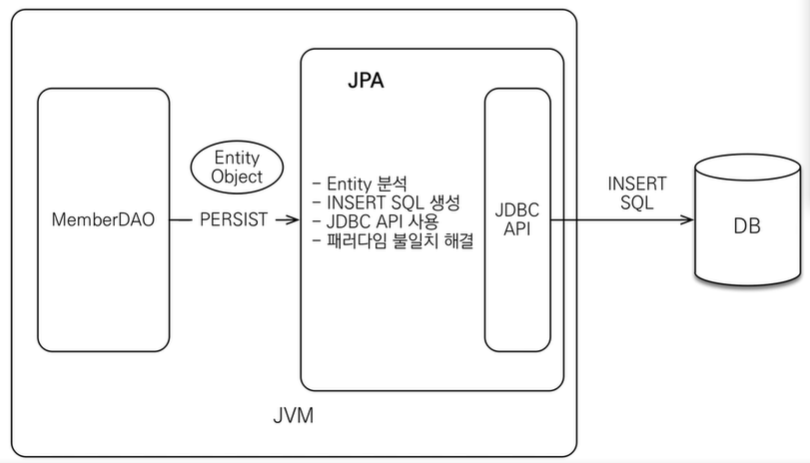 JPA
Entity
Object
MemberDAO
PERSIST
- Entity 분석
- INSERT SQL 생성
- JDBC API 사용
- 패러다임 불일치 해결
JDBC
API
INSERT
SQL
DB
JVM